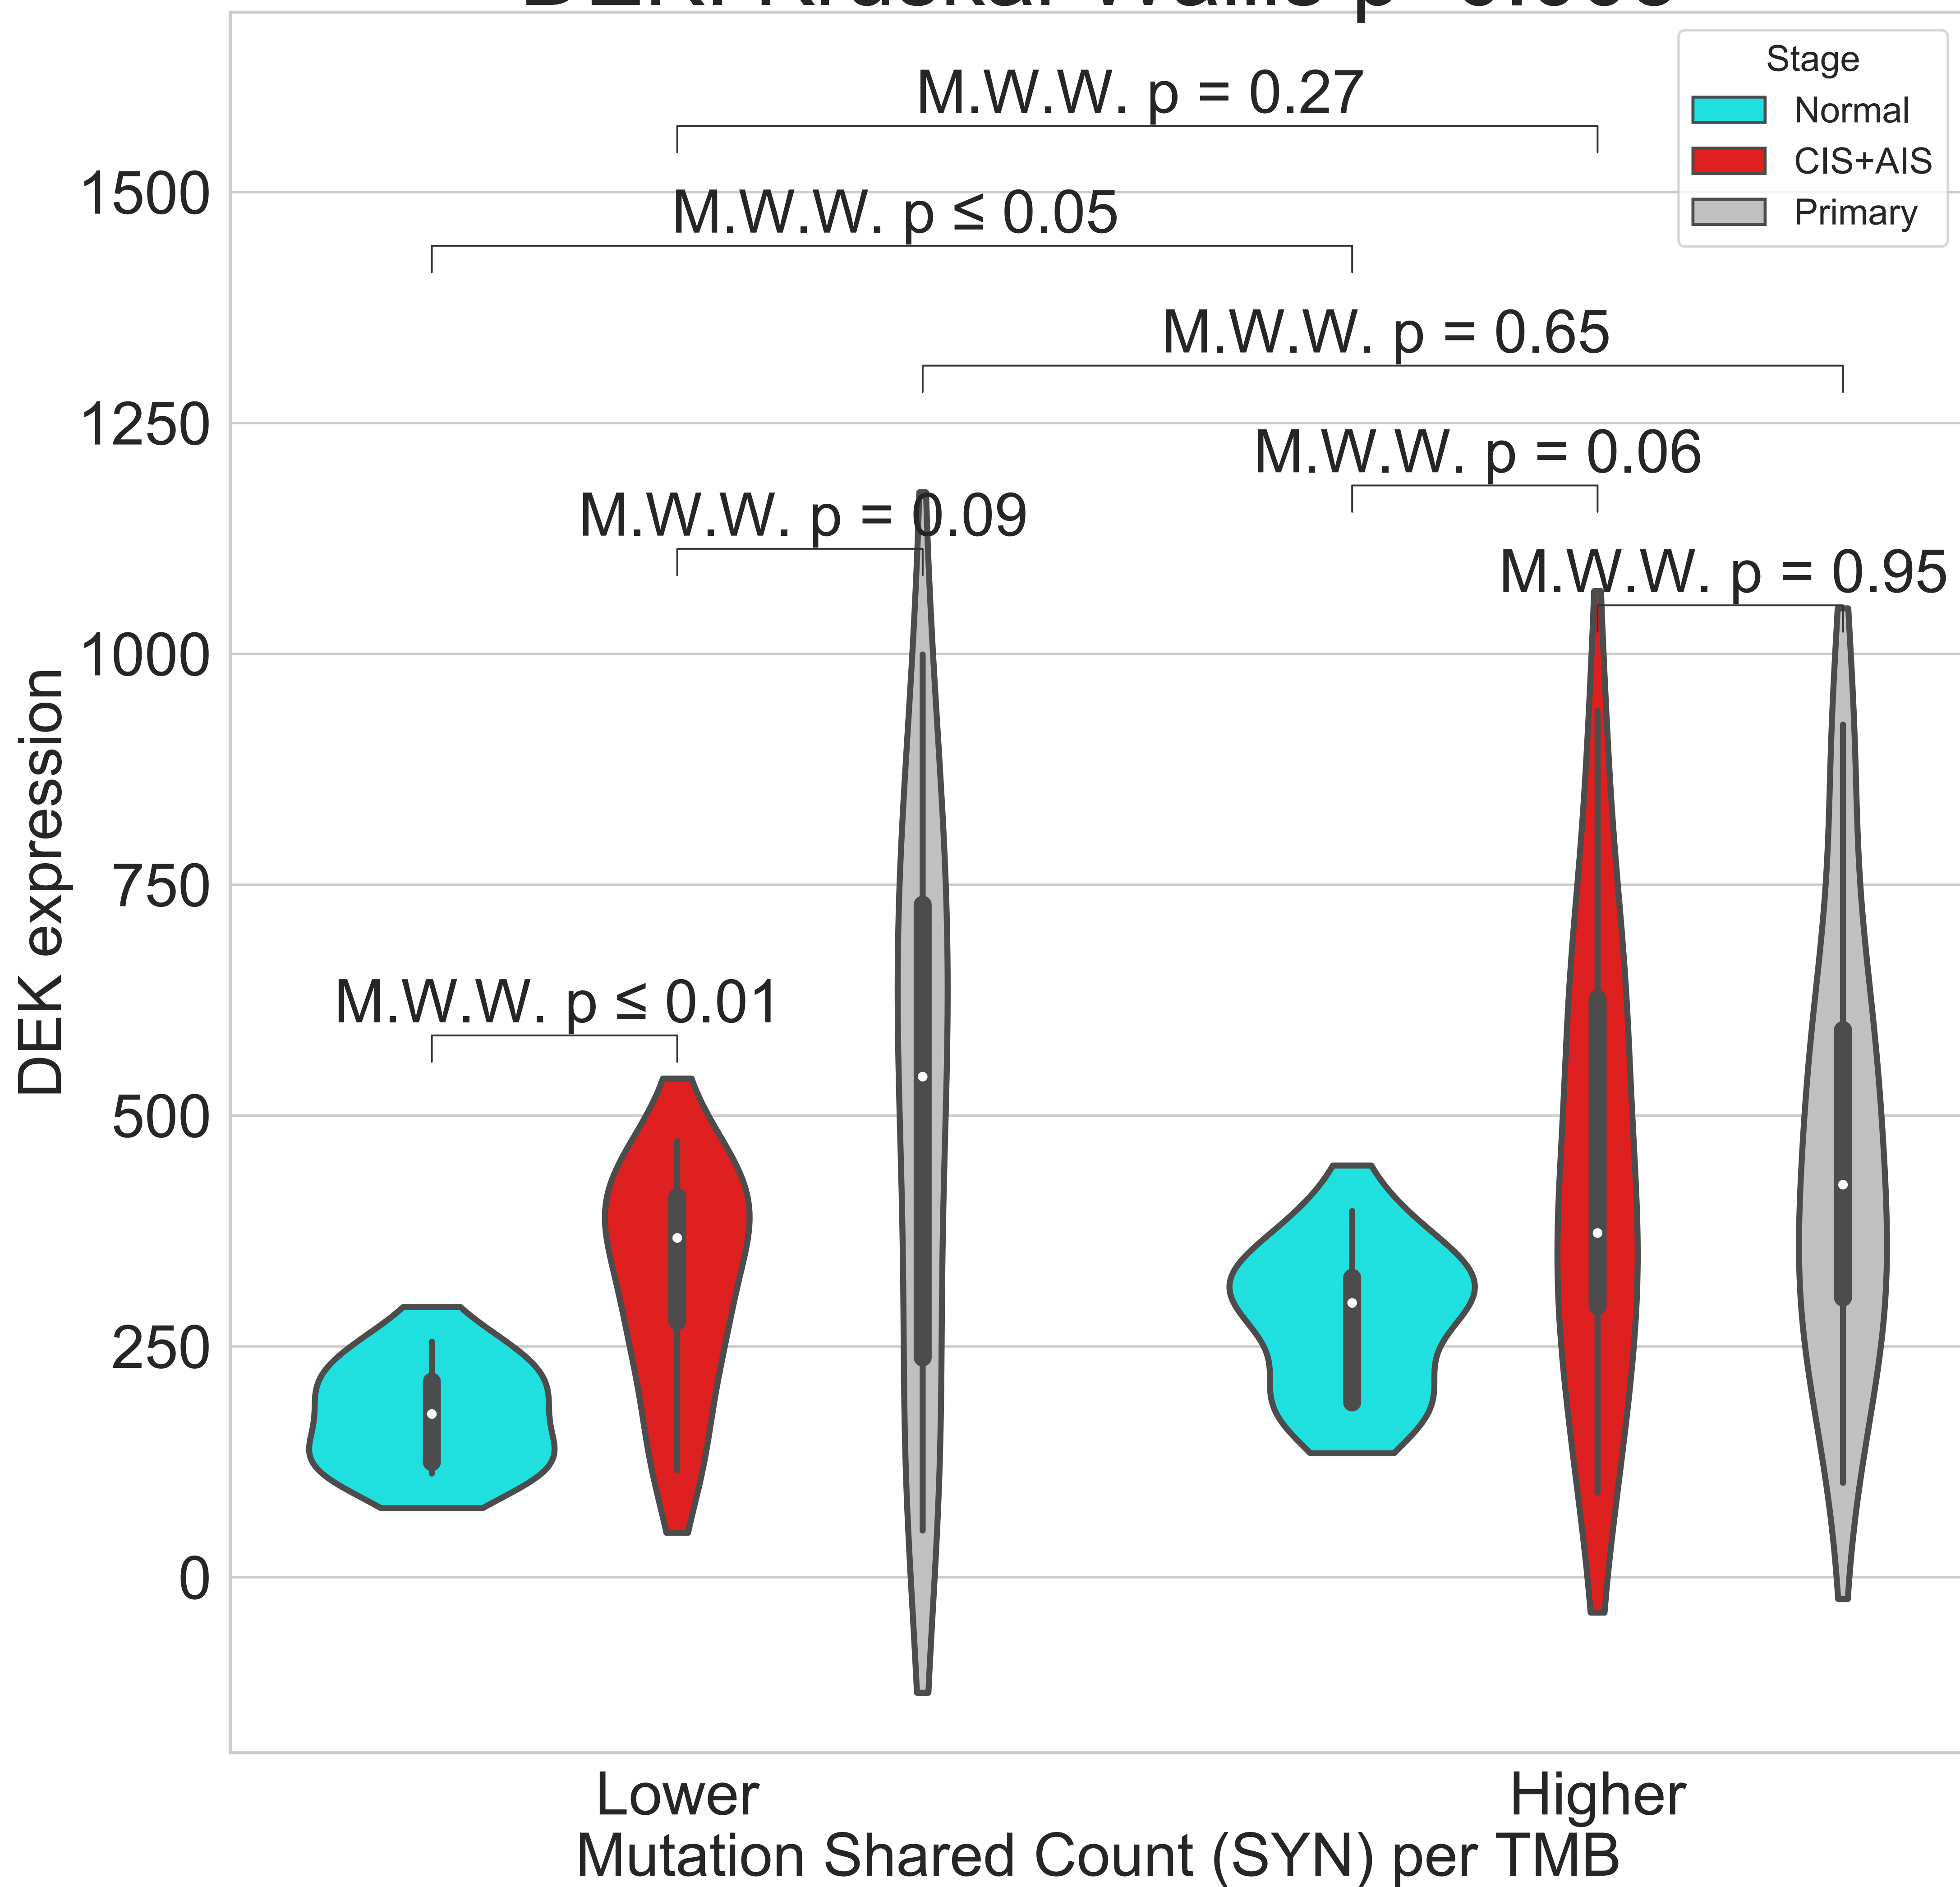 Stage
Normal
CIS+AIS
Primary
M.W.W. p = 0.27
M.W.W. p ≤ 0.05
M.W.W. p = 0.65
M.W.W. p = 0.06
M.W.W. p = 0.09
M.W.W. p = 0.95
M.W.W. p ≤ 0.01
1500
1250
1000
750
500
250
0
DEK expression
Lower
Higher
Mutation Shared Count (SYN) per TMB